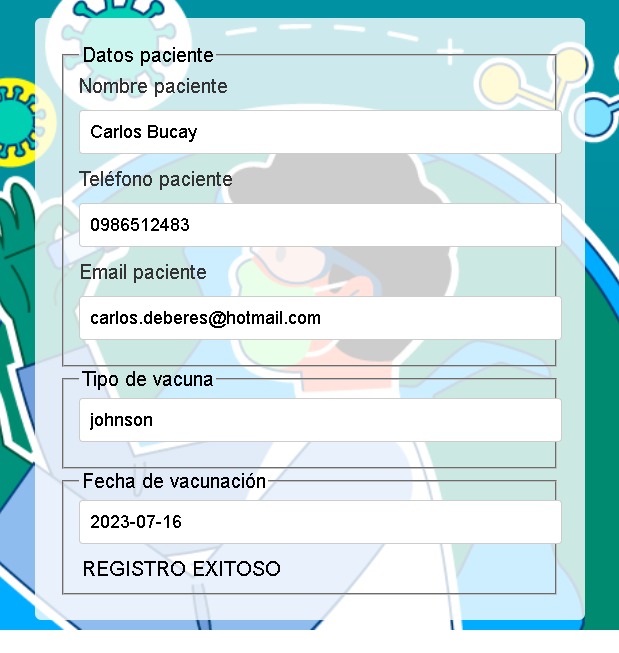 Datos paciente
Nombre paciente
Carlos Bucay
Teléfono paciente
0986512483
Email paciente
carlos.deberes@hotmail.com
Tipo de vacuna
johnson
Fecha de vacunación
2023-07-16
REGISTRO EXITOSO